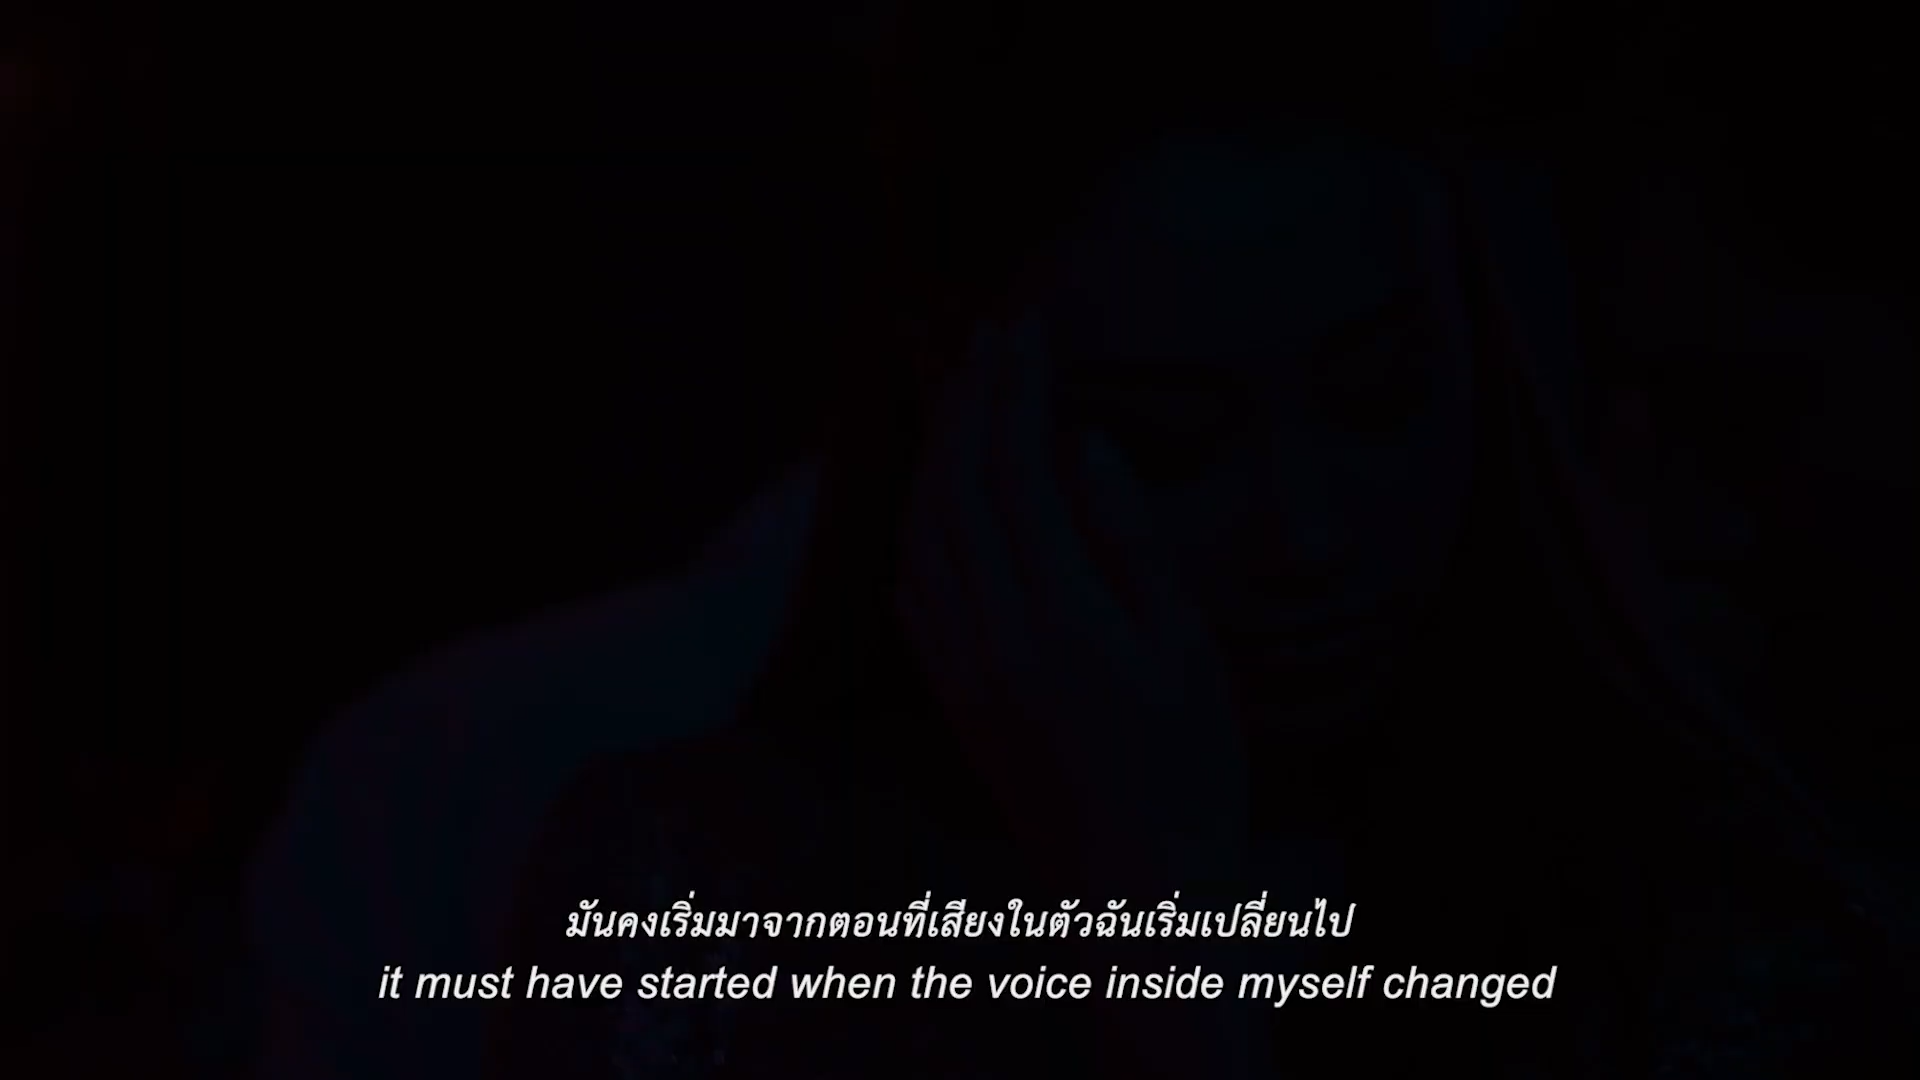 มันคงเริ่มมาจากตอนที่เสียงในตัวฉันเริ่มเปลี่ยนไป
it must have started when the voice inside myself changed